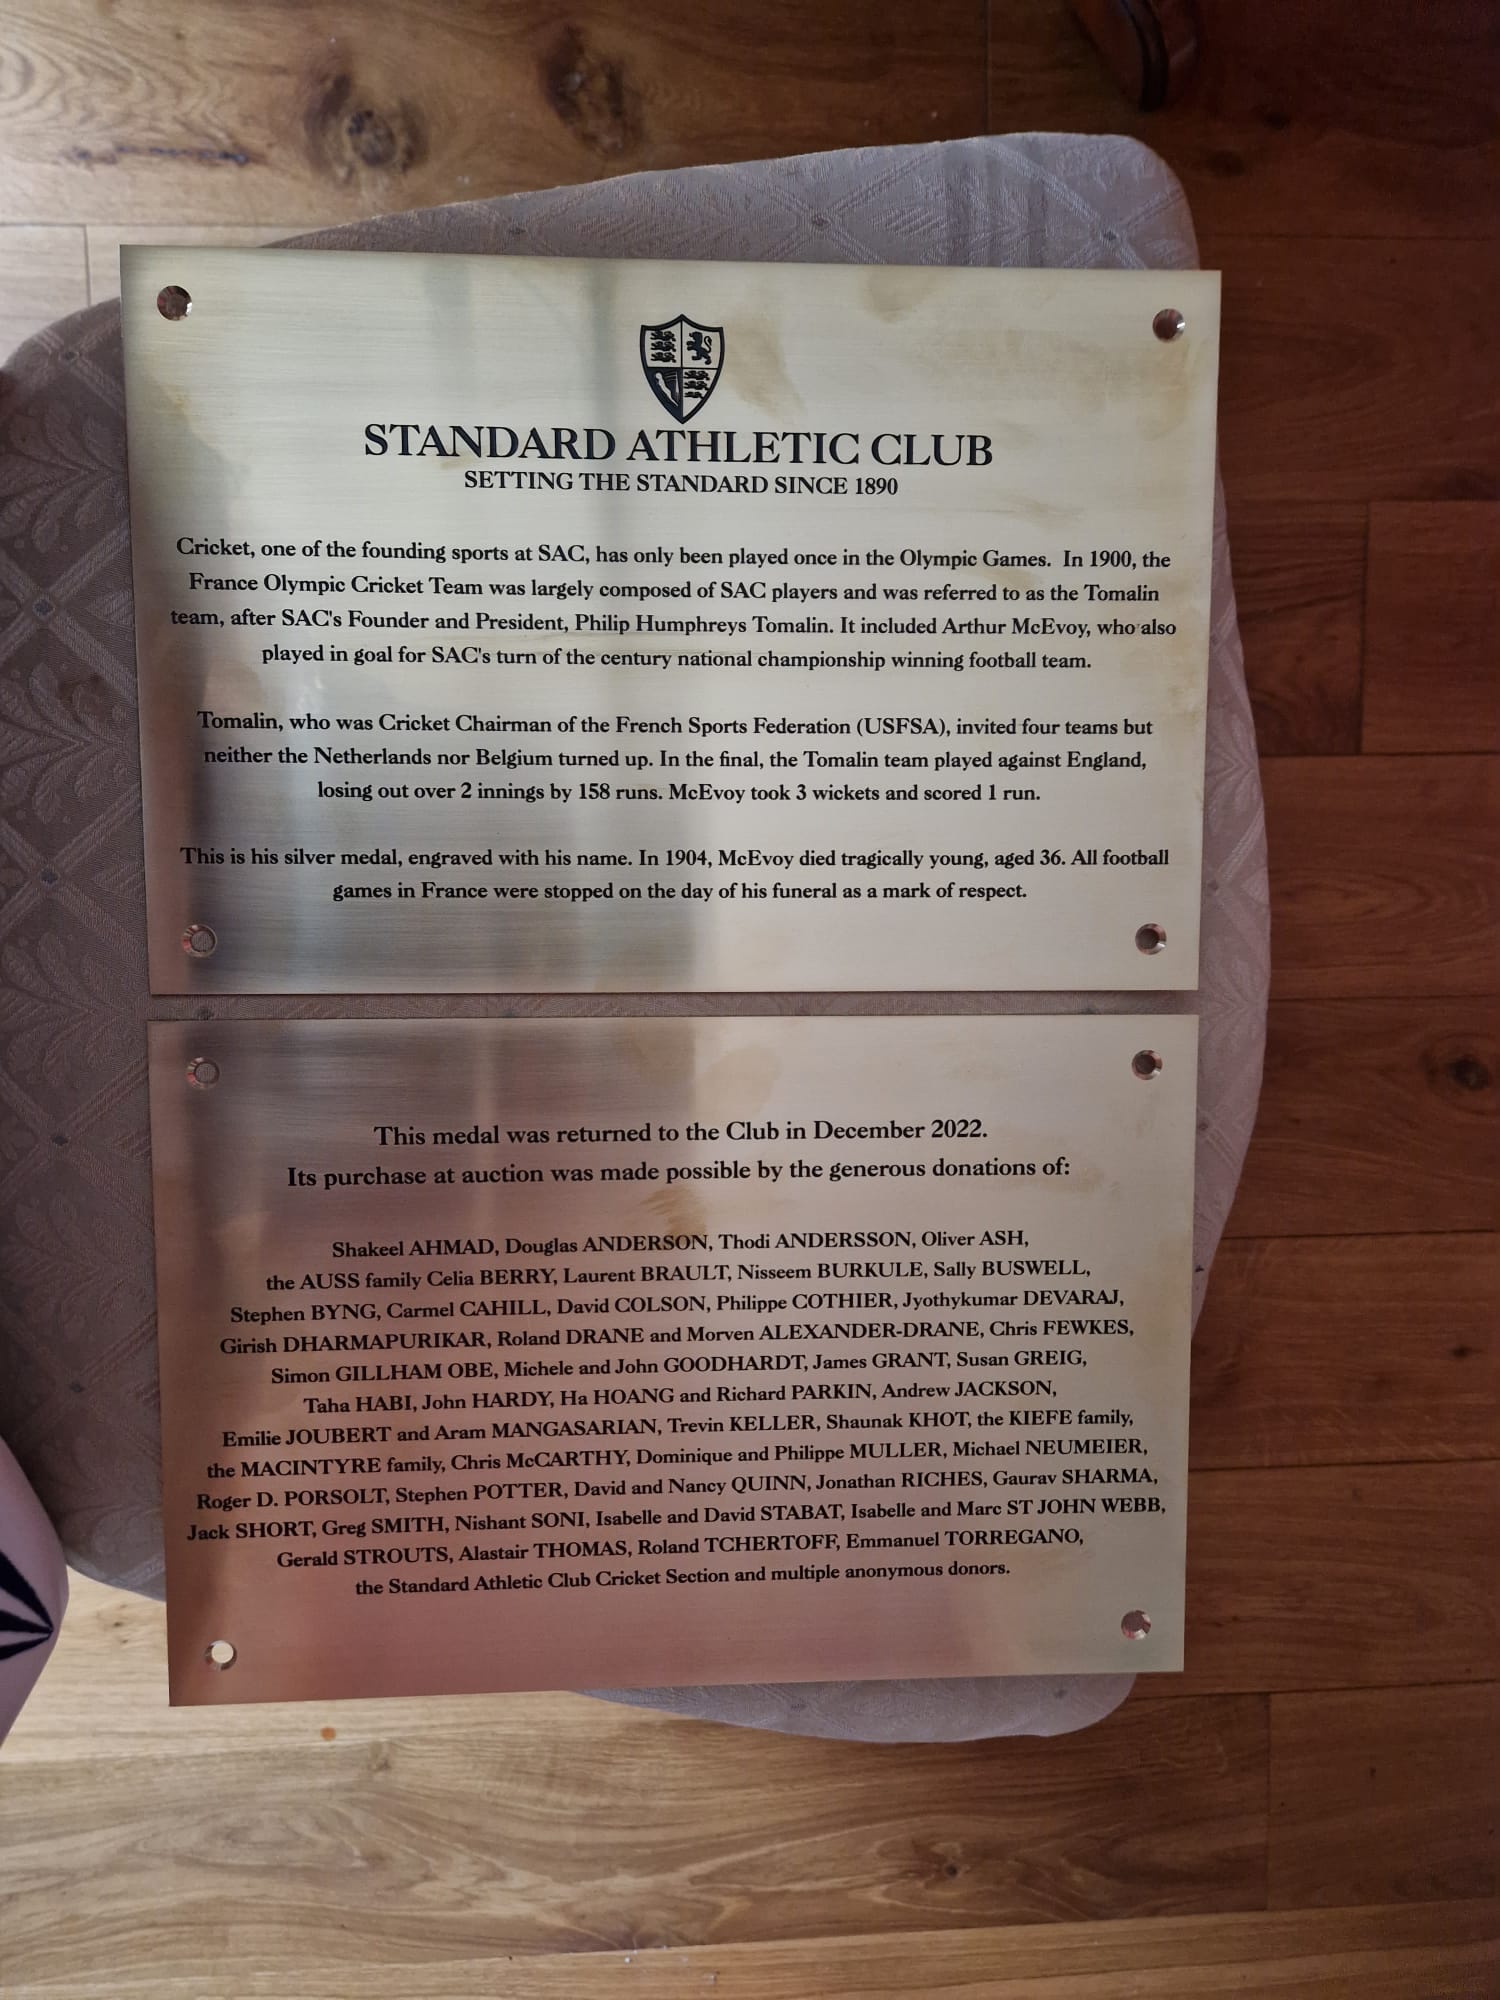 STANDARD ATHLETIC CLUB
SETTING THE STANDARD SINCE 1890
Cricket, one of the founding sports at SAC, has only been played once in the Olympic Games. In 1900, the
France Olympic Cricket Team was largely composed of SAC players and was referred to as the Tomalin
team, after SAC's Founder and President, Philip Humphreys Tomalin. It included Arthur McEvoy, who also
played in goal for SAC's turn of the century national championship winning football team.
Tomalin, who was Cricket Chairman of the French Sports Federation (USFSA), invited four teams but
neither the Netherlands nor Belgium turned up. In the final, the Tomalin team played against England,
losing out over 2 innings by 158 runs. McEvoy took 3 wickets and scored 1 run.
This is his silver medal, engraved with his name. In 1904, McEvoy died tragically young, aged 36. All football
games in France were stopped on the day of his funeral as a mark of respect.
This medal was returned to the Club in December 2022.
Its purchase at auction was made possible by the generous donations of:
Shakeel AHMAD, Douglas ANDERSON, Thodi ANDERSSON, Oliver ASH,
the AUSS family Celia BERRY, Laurent BRAULT, Nisseem BURKULE, Sally BUSWELL,
Stephen BYNG, Carmel CAHILL, David COLSON, Philippe COTHIER, Jyothykumar DEVARAJ,
Girish DHARMAPURIKAR, Roland DRANE and Morven ALEXANDER-DRANE, Chris FEWKES,
Simon GILLHAM OBE, Michele and John GOODHARDT, James GRANT, Susan GREIG,
Taha HABI, John HARDY, Ha HOANG and Richard PARKIN, Andrew JACKSON,
Emilie JOUBERT and Aram MANGASARIAN, Trevin KELLER, Shaunak KHOT, the KIEFE family,
the MACINTYRE family, Chris McCARTHY, Dominique and Philippe MULLER, Michael NEUMEIER,
Roger D. PORSOLT, Stephen POTTER, David and Nancy QUINN, Jonathan RICHES, Gaurav SHARMA,
Jack SHORT, Greg SMITH, Nishant SONI, Isabelle and David STABAT, Isabelle and Marc ST JOHN WEBB,
Gerald STROUTS, Alastair THOMAS, Roland TCHERTOFF, Emmanuel TORREGANO,
the Standard Athletic Club Cricket Section and multiple anonymous donors.